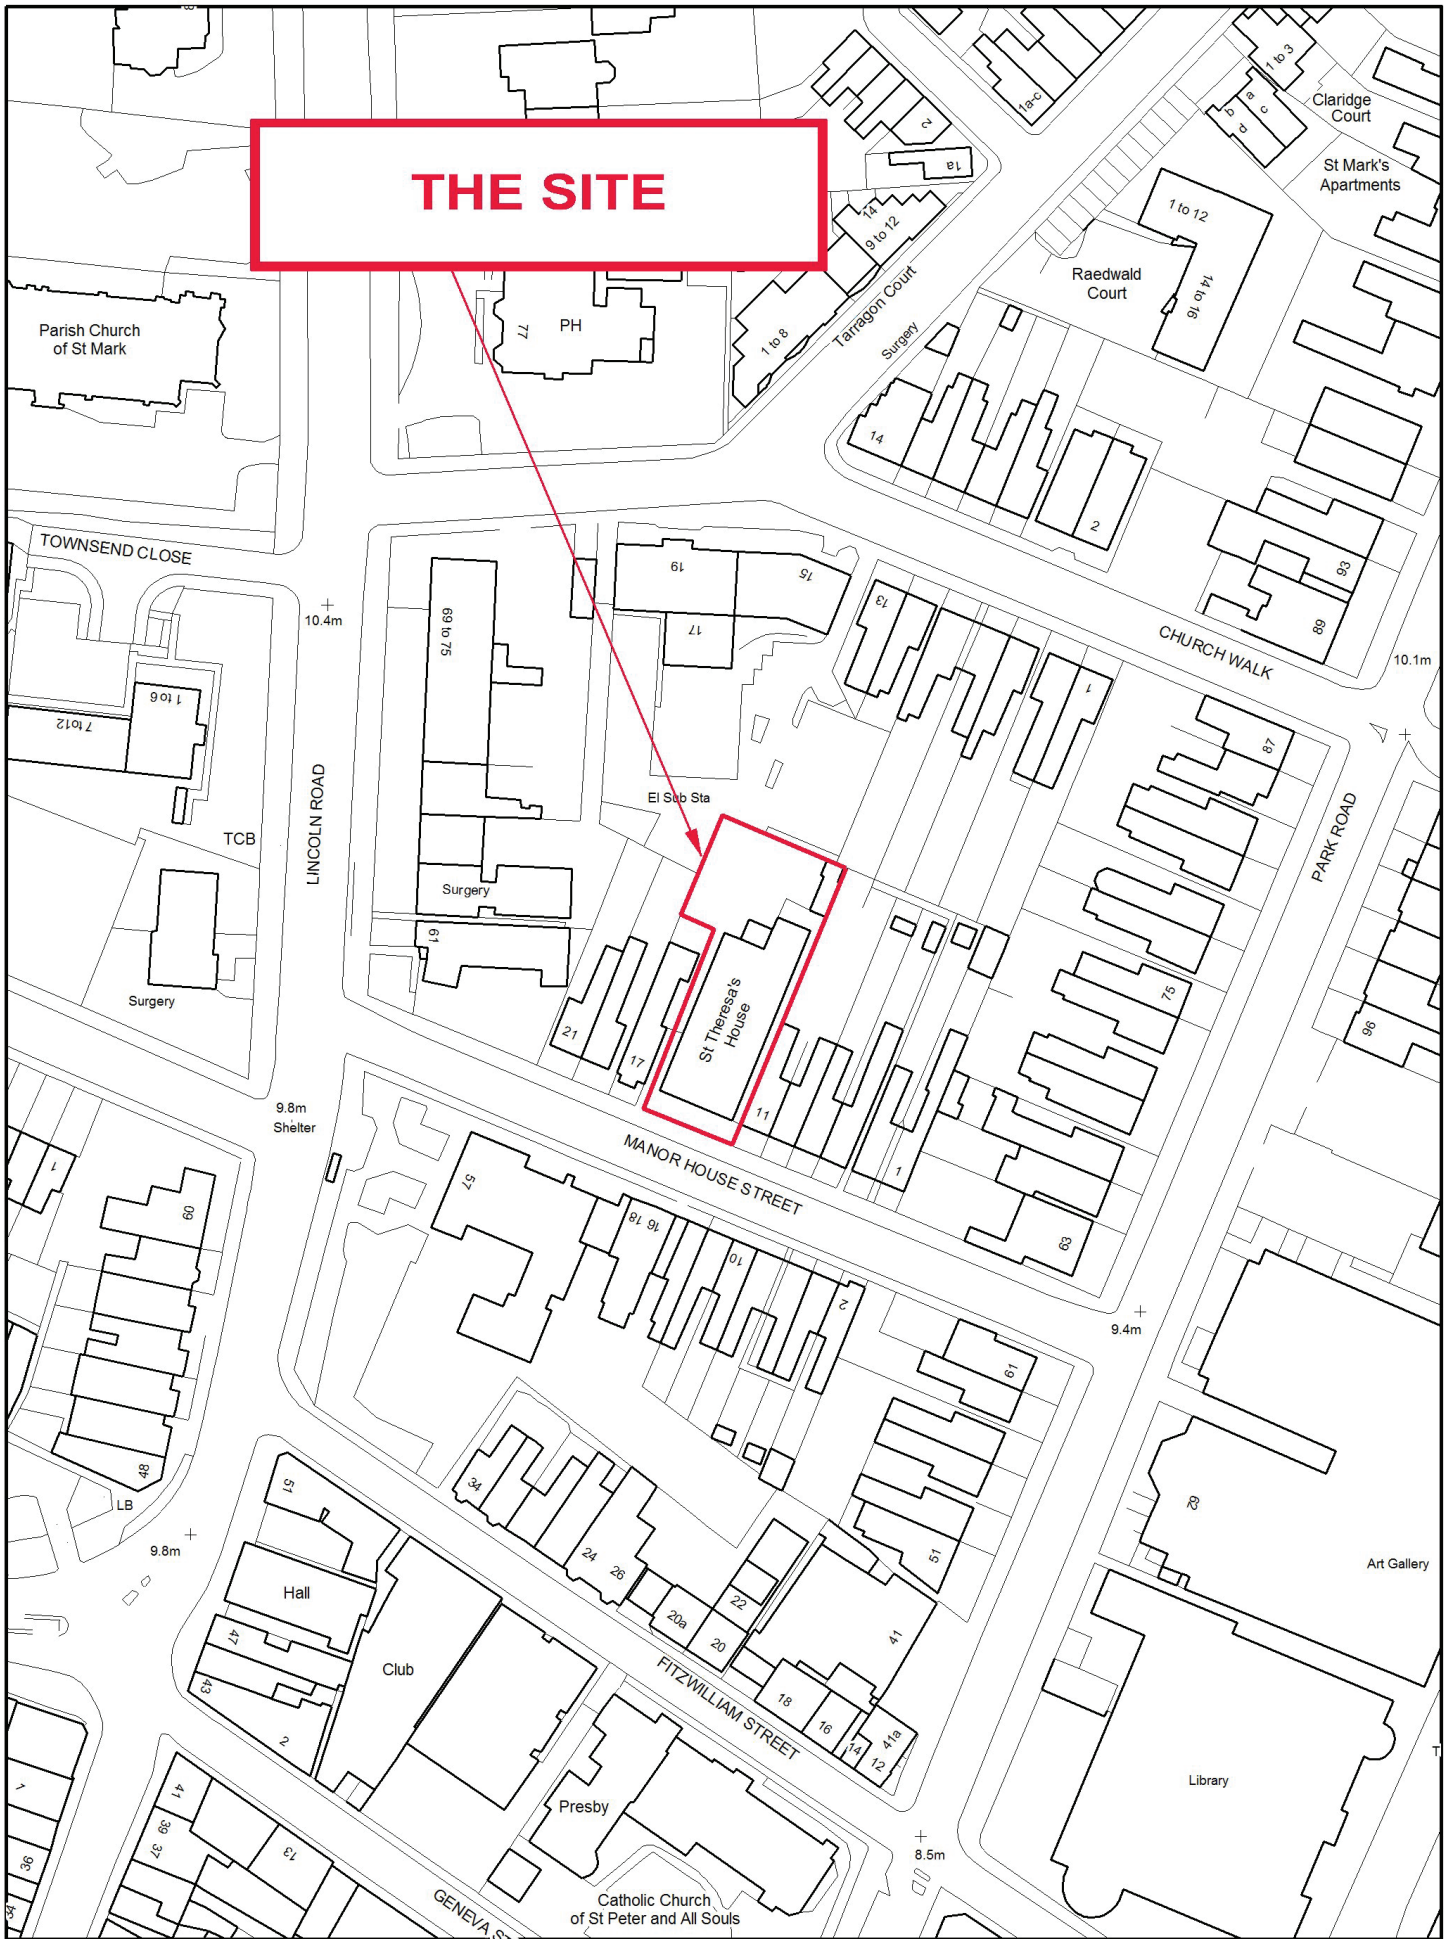 1 to 3
1a-c
2
1a
Claridge
Court
a
b
c
d
St Mark's
Apartments
THE SITE
14
9 to 12
1 to 12
14 to 16
Raedwald
Court
Tarragon Court
Surgery
Parish Church
of St Mark
77
PH
1 to 8
14
2
TOWNSEND CLOSE
19
15
13
93
89
CHURCH WALK
10.4m
69 to 75
17
10.1m
1
1 to 6
7 to12
87
LINCOLN ROAD
El Sub Sta
PARK ROAD
TCB
Surgery
61
75
Surgery
St Theresa's
House
96
21
17
9.8m
Shelter
11
1
MANOR HOUSE STREET
1
57
60
18
16
10
2
63
9.4m
61
48
51
34
LB
62
9.8m
24
26
51
Art Gallery
Hall
22
20a
20
41
47
43
Club
FITZWILLIAM STREET
18
16
14
12
41a
2
T
Library
1
41
39
37
13
Presby
36
34
8.5m
GENEVA ST
Catholic Church
of St Peter and All Souls